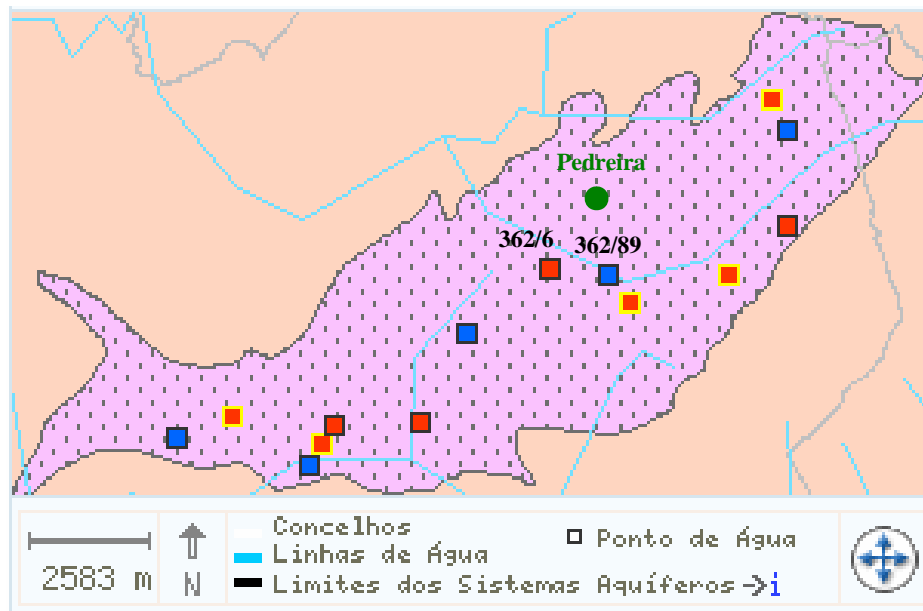 Pedreira
362/6 362/89
Concelhos
Linhas de Água
Limites dos Sistemas Aquíferos →i
Ponto de Água
2583 m
N